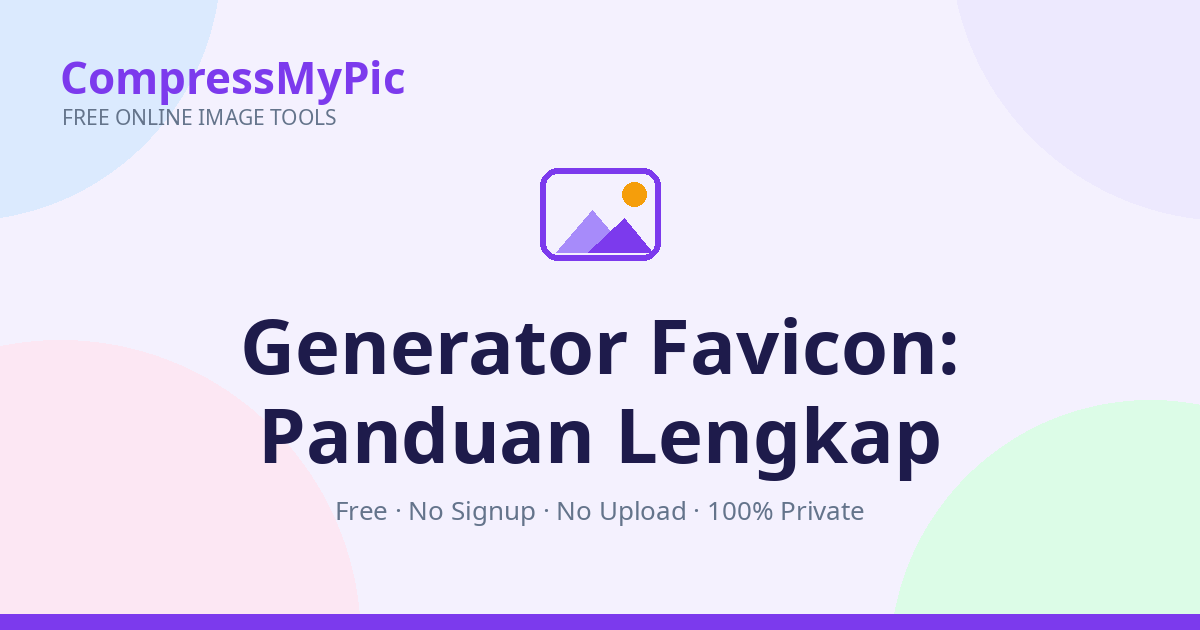 CompressMyPic
FREE ONLINE IMAGE TOOLS
Generator Favicon:
Panduan Lengkap
Free · No Signup · No Upload · 100% Private